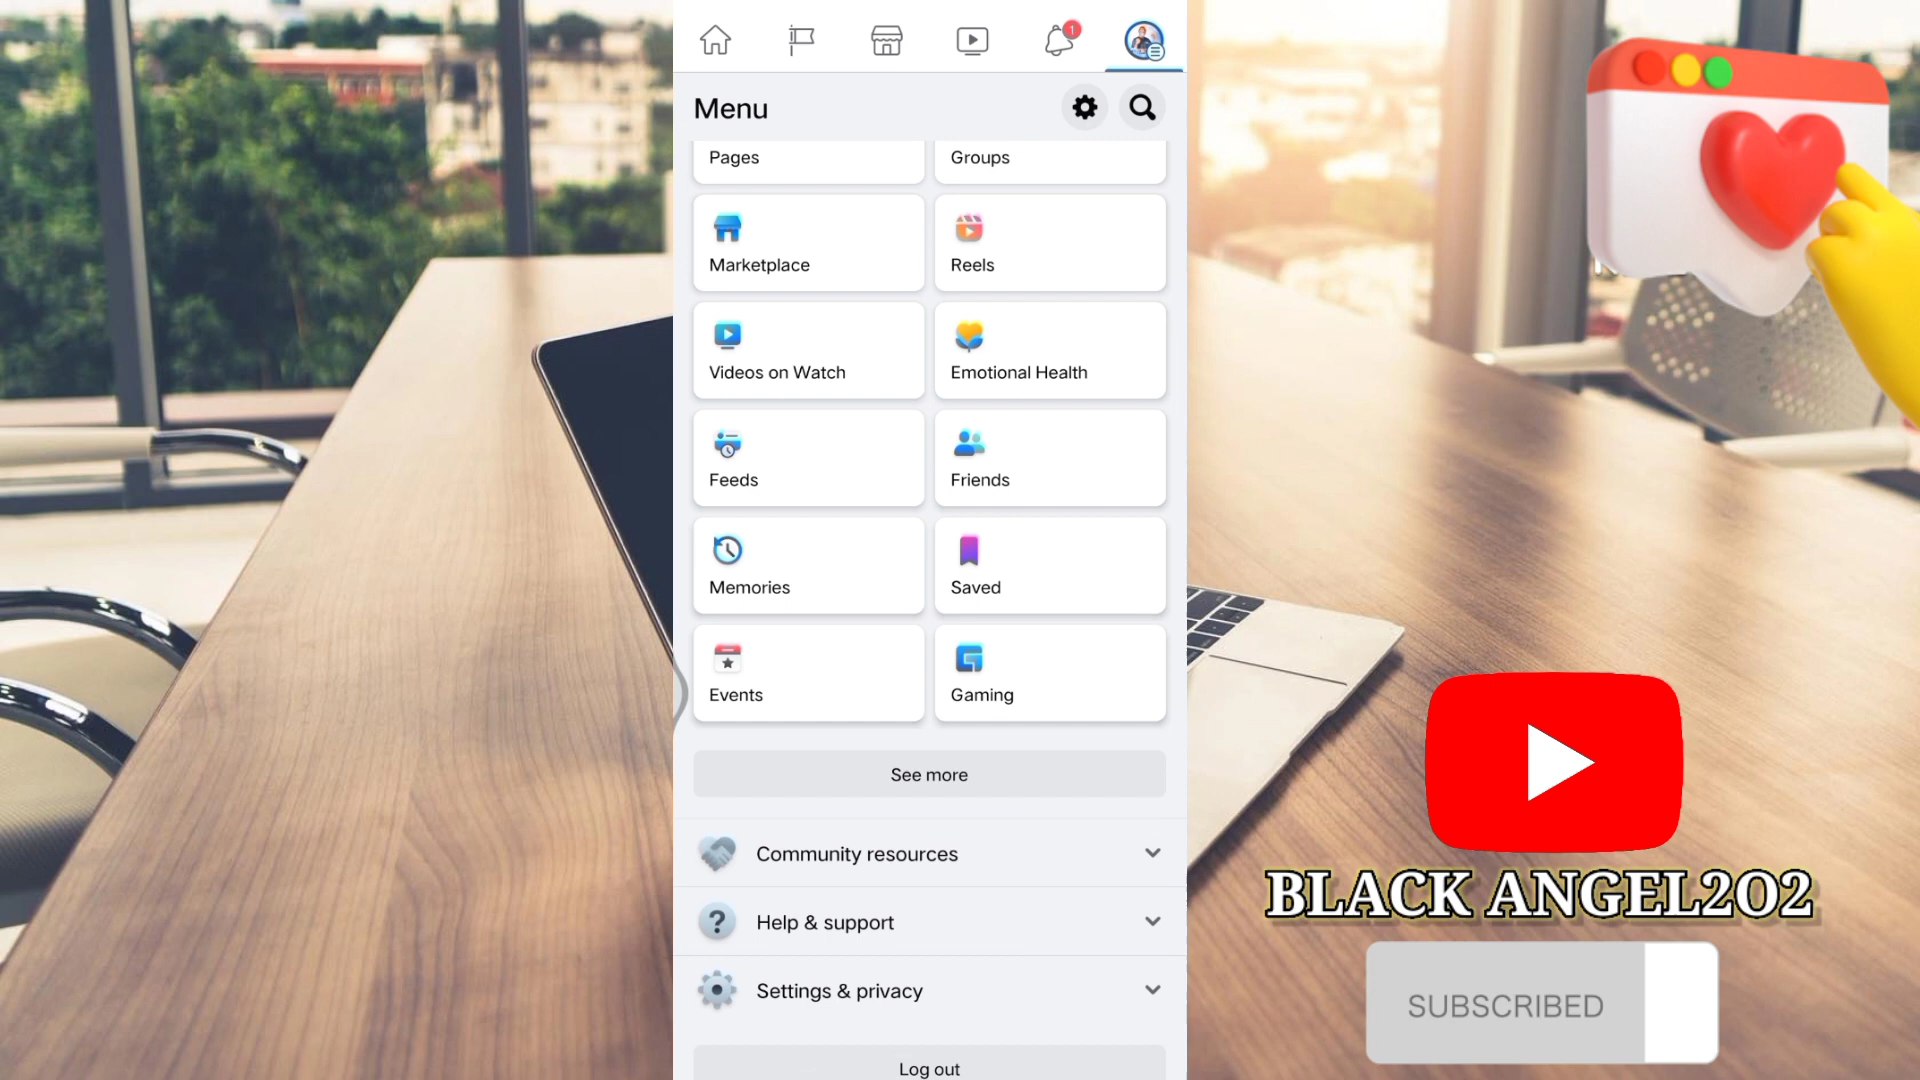 1
Menu
Pages
Groups
Marketplace
Reels
Videos on Watch
Emotional Health
Feeds
Friends
Memories
Saved
Events
Gaming
See more
Community resources
? Help & support
Settings & privacy
Log out
BLACK ANGEL202
SUBSCRIBED